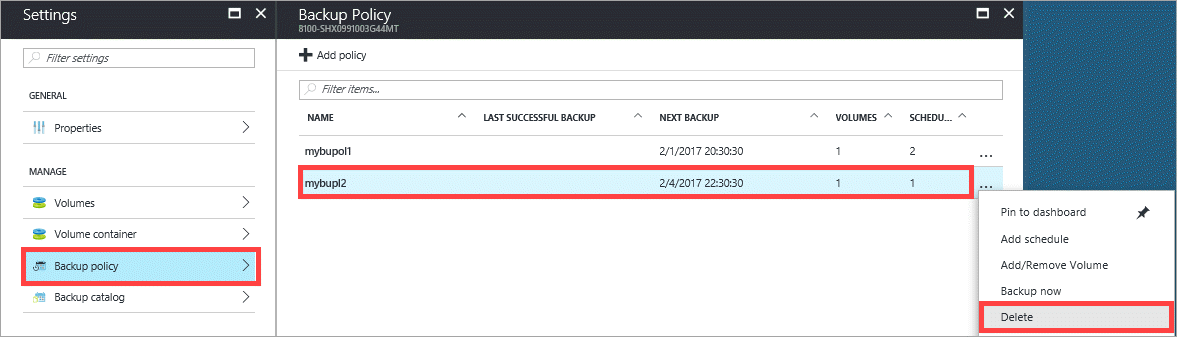 Settings
Filter settings
GENERAL
Properties
MANAGE
Volumes
Volume container
Backup policy
Backup catalog
Backup Policy
8100-SHX0991003G44MT
Add policy
Filter items...
NAME LAST SUCCESSFUL BACKUP NEXT BACKUP VOLUMES SCHEDU...
mybupol1 2/1/2017 20:30:30 1 2 ...
mybupl2 2/4/2017 22:30:30 1 1 ...
Pin to dashboard
Add schedule
Add/Remove Volume
Backup now
Delete